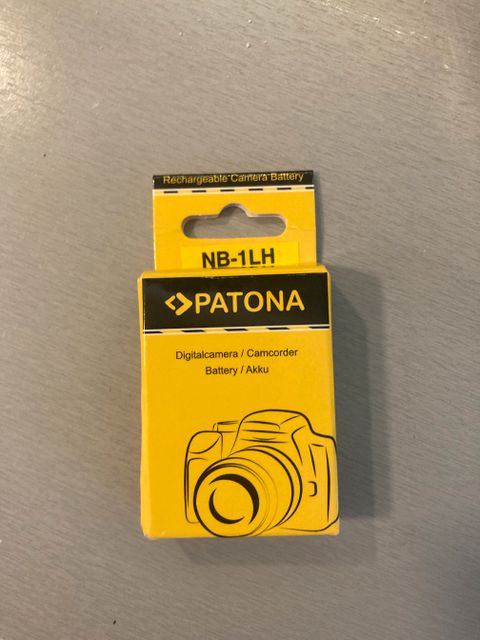 Rechargeable Camera Battery
NB-1LH
PATONA
Digitalcamera / Camcorder
Battery / Akku